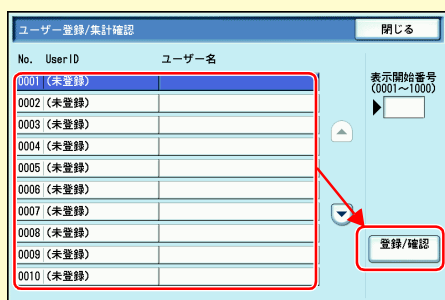 ユーザー登録/集計確認
閉じる
No. UserID ユーザー名
0001 (未登録)
0002 (未登録)
0003 (未登録)
0004 (未登録)
0005 (未登録)
0006 (未登録)
0007 (未登録)
0008 (未登録)
0009 (未登録)
0010 (未登録)
表示開始番号
(0001~1000)
登録/確認